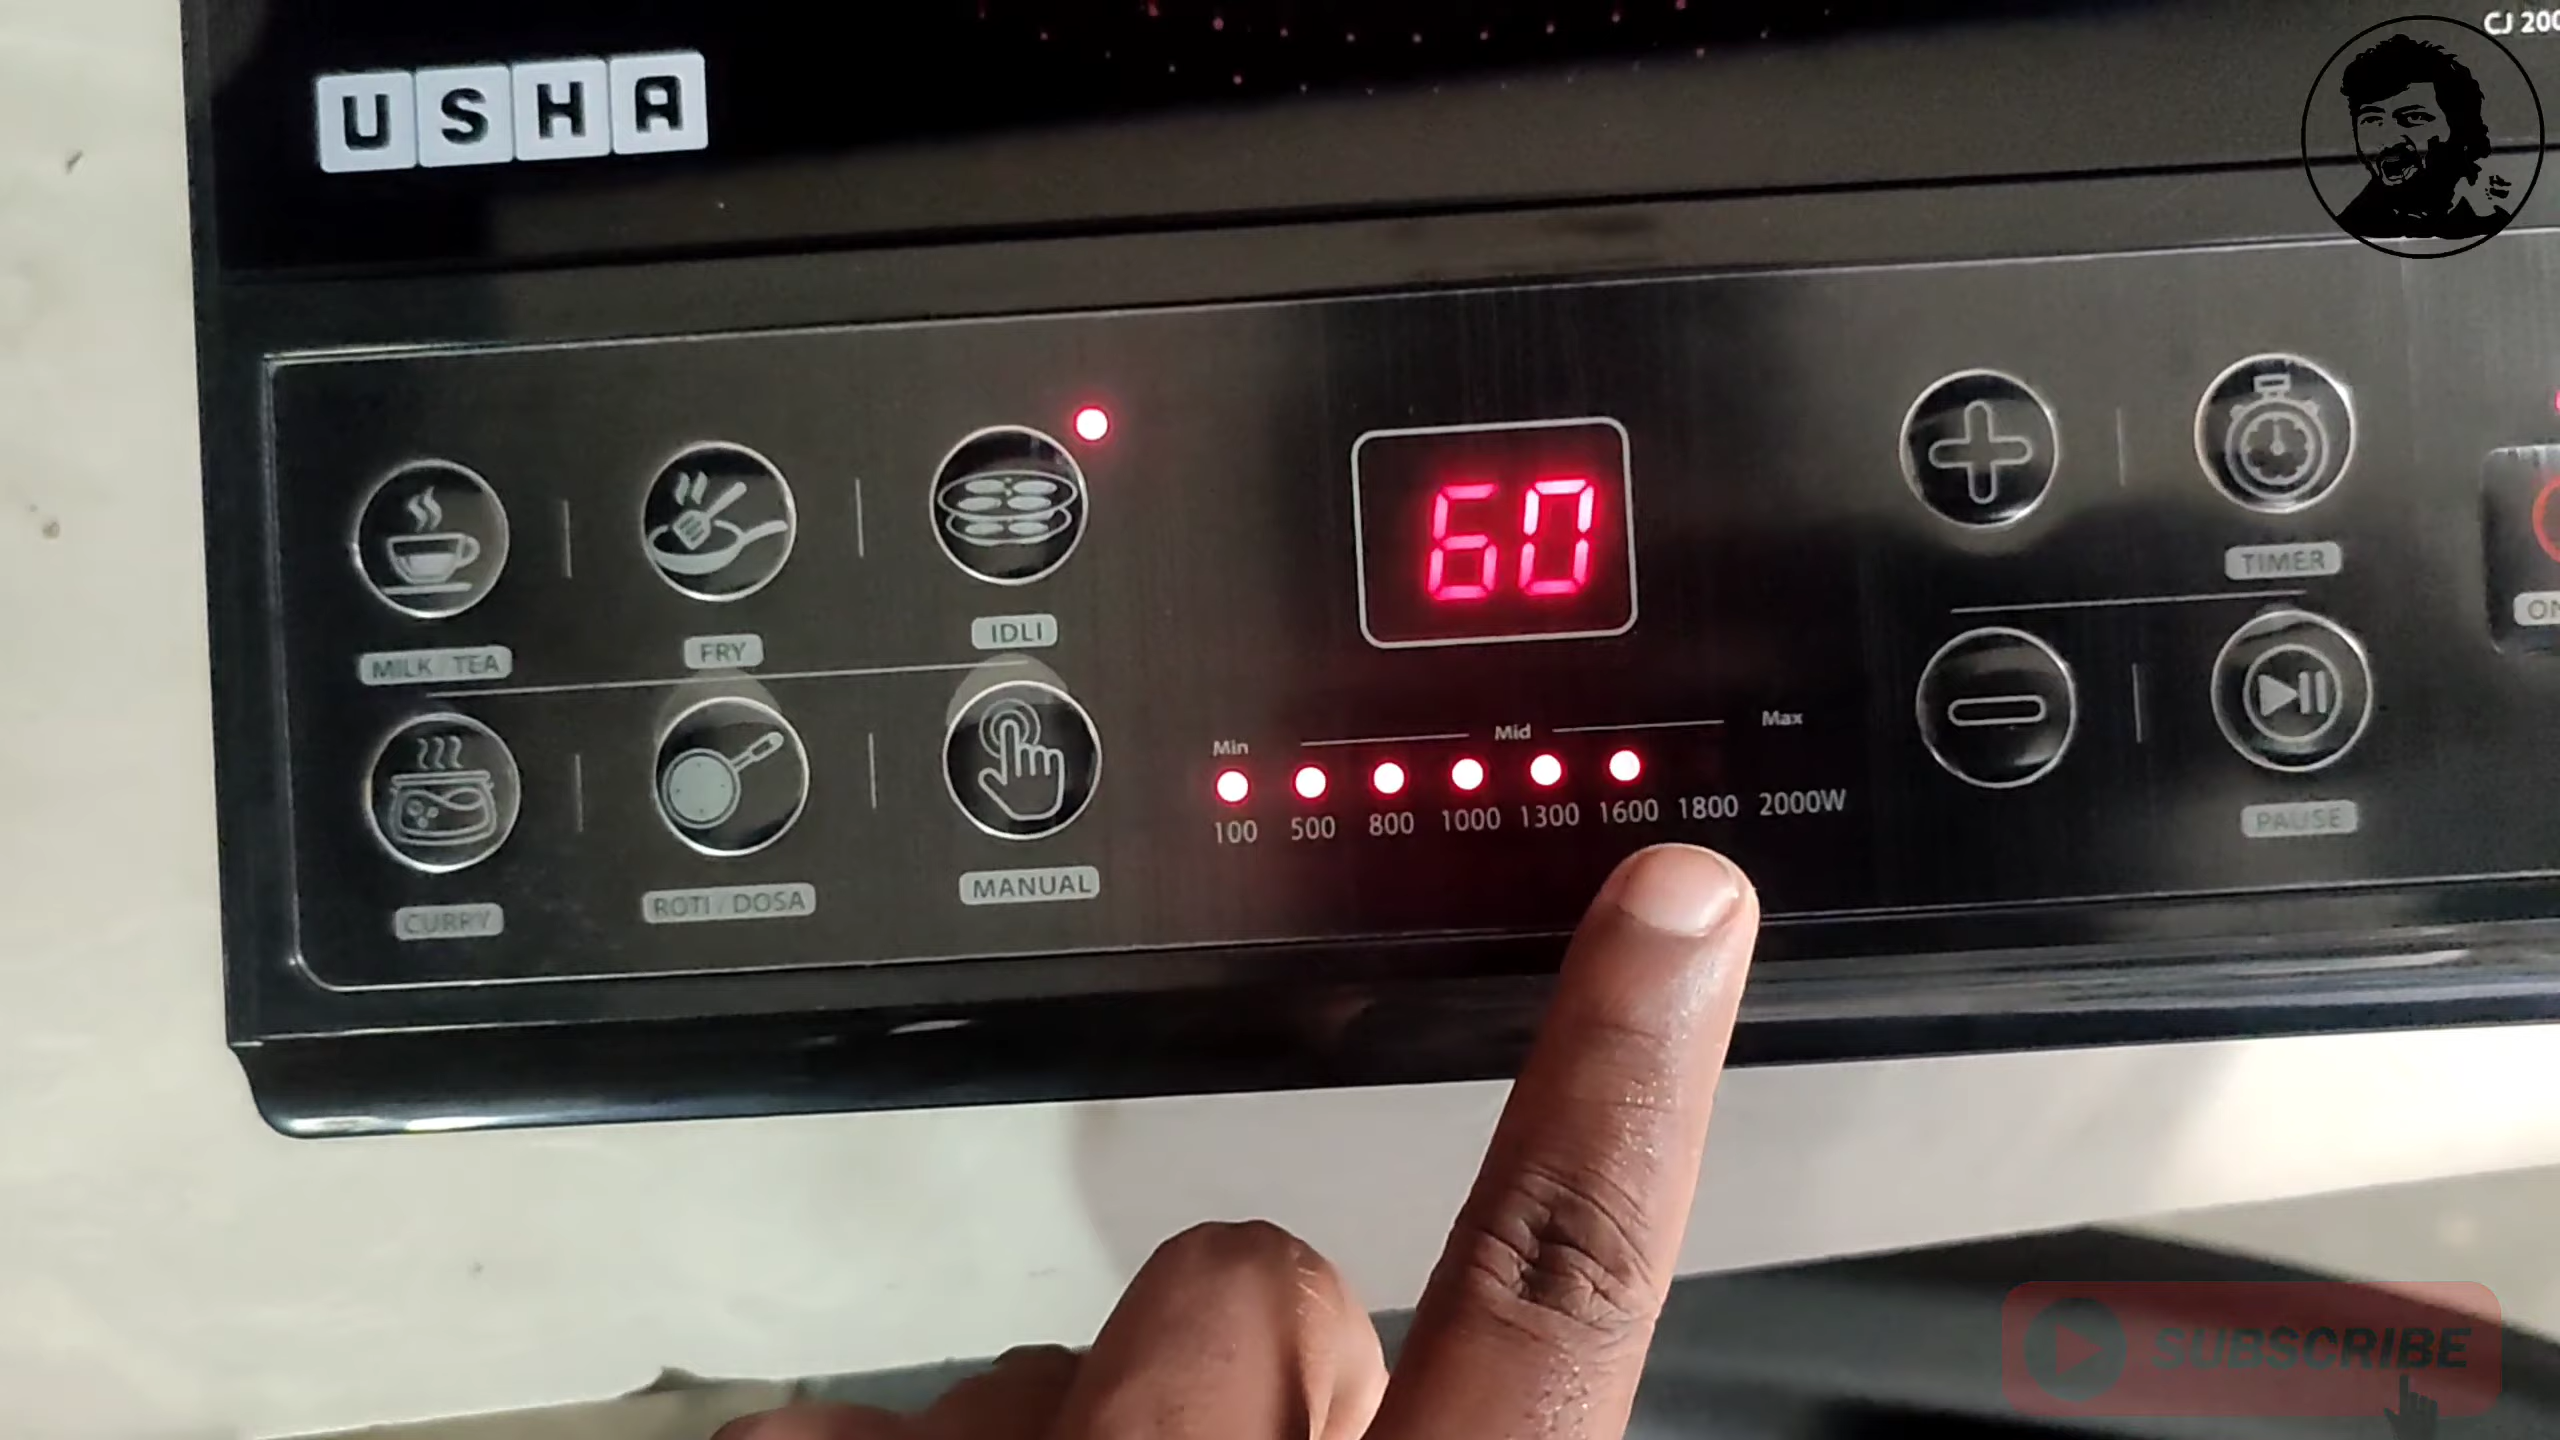 CJ 200
USHA
60
MILK / TEA
FRY
IDLI
TIMER
ON
Min
Mid
Max
100 500 800 1000 1300 1600 1800 2000W
CURRY
ROTI / DOSA
MANUAL
PAUSE
SUBSCRIBE